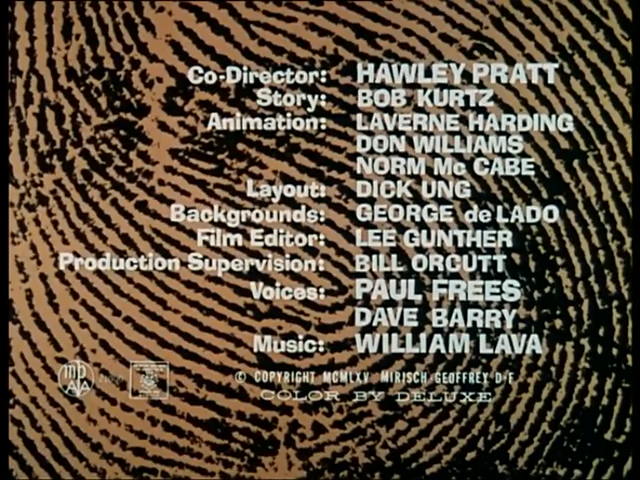 Co-Director: HAWLEY PRATT
Story: BOB KURTZ
Animation: LAVERNE HARDING
DON WILLIAMS
NORM Mc CABE
Layout: DICK UNG
Backgrounds: GEORGE de LADO
Film Editor: LEE GUNTHER
Production Supervision: BILL ORCUTT
Voices: PAUL FREES
DAVE BARRY
Music: WILLIAM LAVA
© COPYRIGHT MCMLXV MIRISCH-GEOFFREY D-F
COLOR BY DELUXE